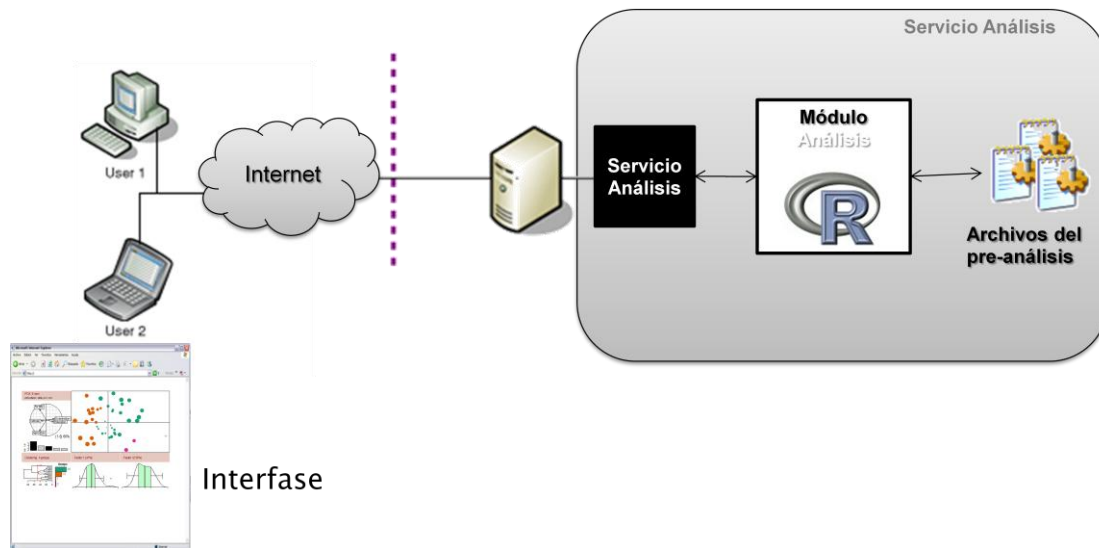 Servicio Análisis
User 1
Internet
Servicio
Análisis
Módulo
Análisis
R
Archivos del
pre-análisis
User 2
Interfase